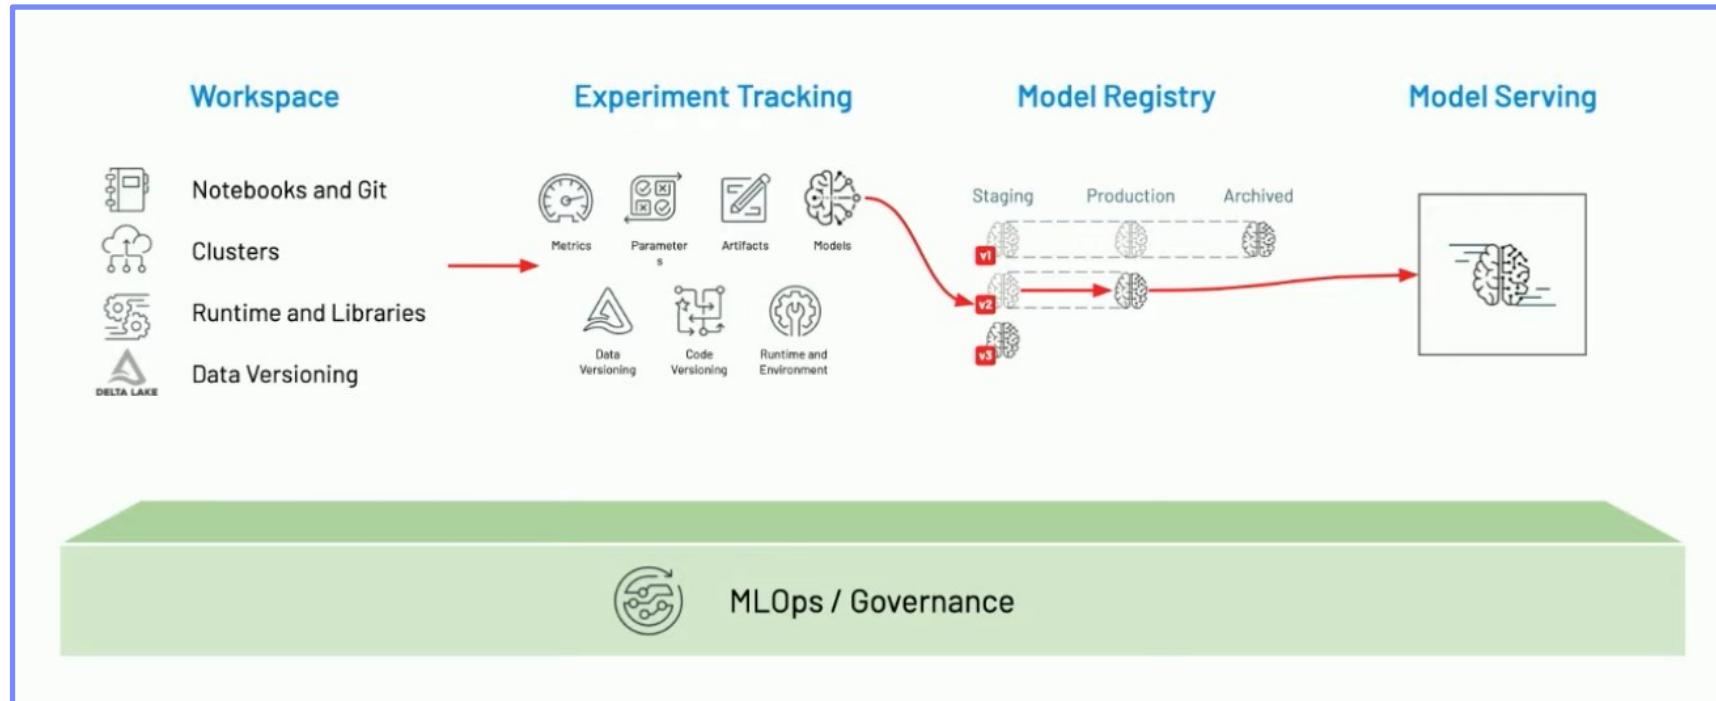 Workspace
Notebooks and Git
Clusters
Runtime and Libraries
DELTA LAKE
Data Versioning
Experiment Tracking
Metrics
Parameter
s
Artifacts
Models
Data
Versioning
Code
Versioning
Runtime and
Environment
Model Registry
Staging
Production
Archived
v1
v2
v3
Model Serving
MLOps / Governance